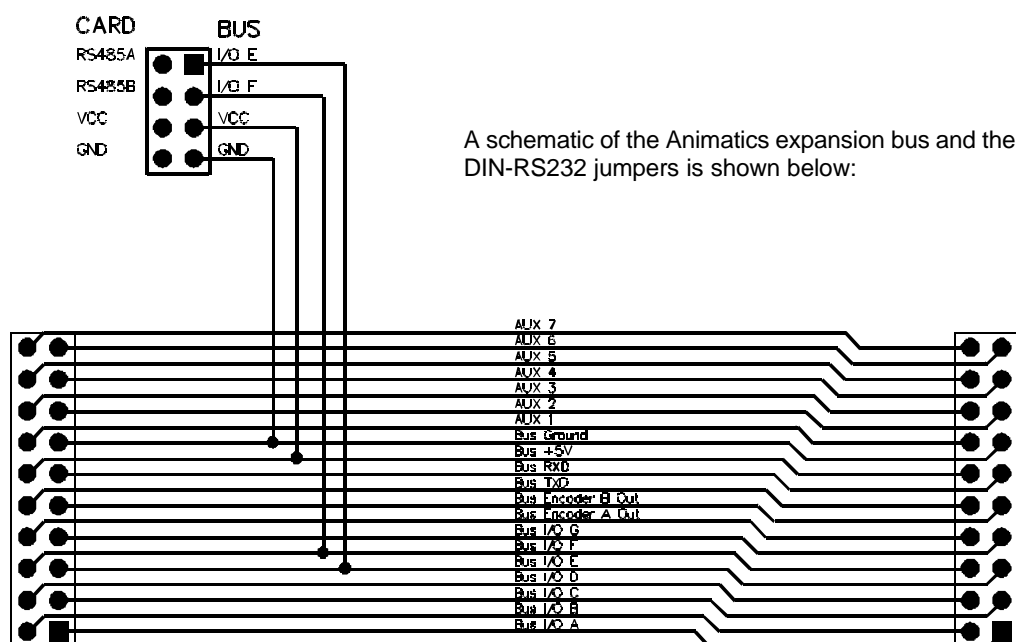 CARD BUS
RS485A I/O E
RS485B I/O F
VCC VCC
GND GND
A schematic of the Animatics expansion bus and the
DIN-RS232 jumpers is shown below:
AUX 7
AUX 6
AUX 5
AUX 4
AUX 3
AUX 2
AUX 1
Bus Ground
Bus +5V
Bus RXD
Bus TXD
Bus Encoder B Out
Bus Encoder A Out
Bus I/O G
Bus I/O F
Bus I/O E
Bus I/O D
Bus I/O C
Bus I/O B
Bus I/O A